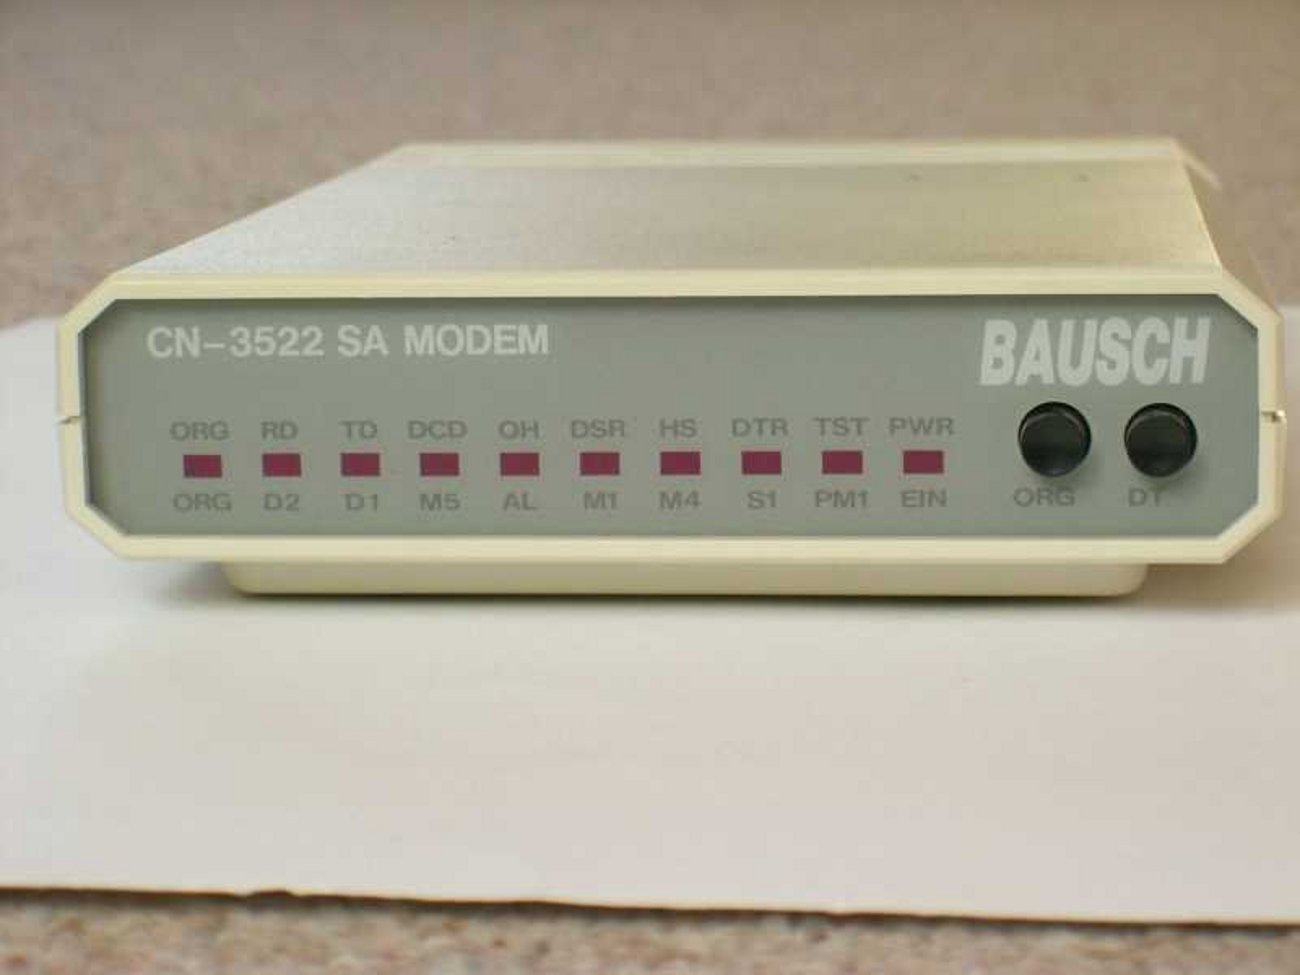 CN-3522 SA MODEM
BAUSCH
ORG RD TD DCD OH DSR HS DTR TST PWR
ORG D2 D1 M5 AL M1 M4 S1 PM1 EIN
ORG DT